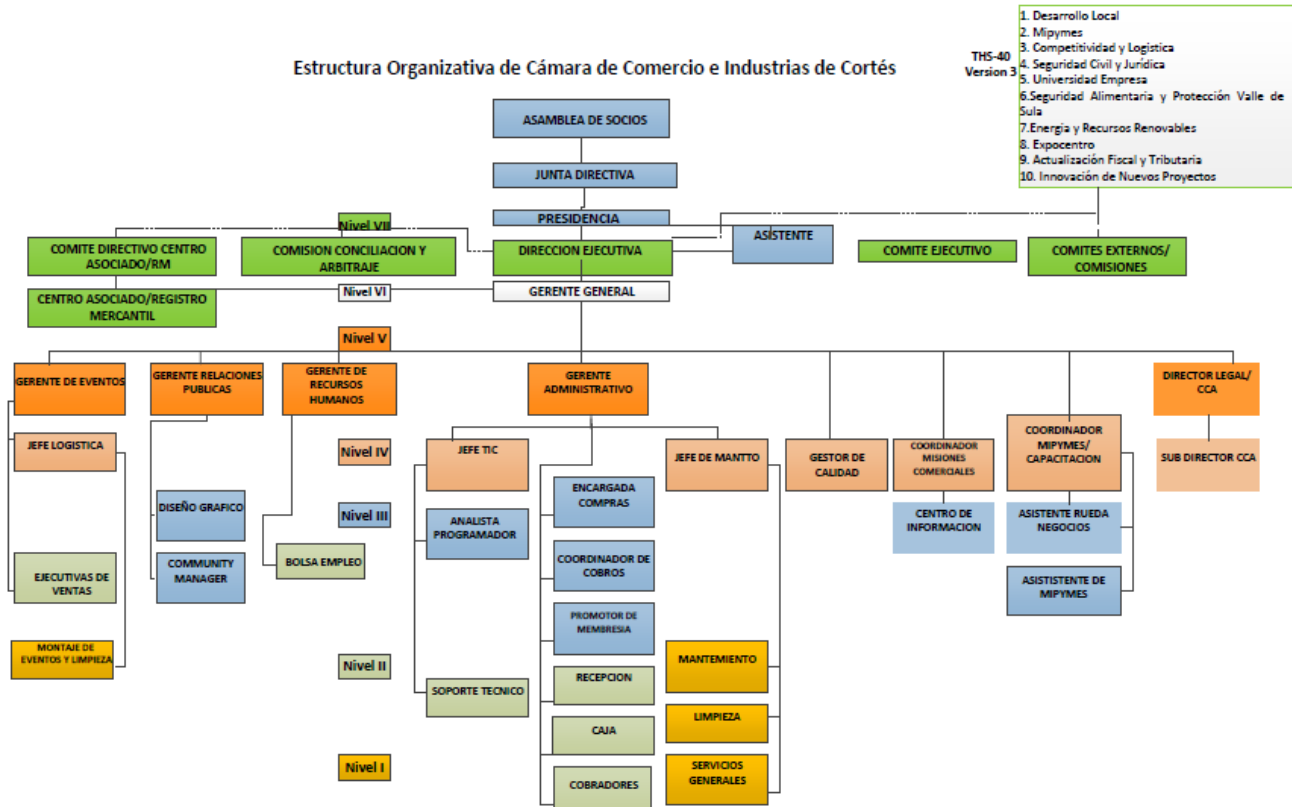 1. Desarrollo Local
2. Mipymes
THS-40
3. Competitividad y Logistica
Estructura Organizativa de Cámara de Comercio e Industrias de Cortés
Version 3
4. Seguridad Civil y Jurídica
5. Universidad Empresa
6.Seguridad Alimentaria y Protección Valle de
Sula
7.Energia y Recursos Renovables
8. Expocentro
9. Actualización Fiscal y Tributaria
10. Innovación de Nuevos Proyectos
ASAMBLEA DE SOCIOS
JUNTA DIRECTIVA
PRESIDENCIA
Nivel VII
ASISTENTE
COMITE DIRECTIVO CENTRO
ASOCIADO/RM
COMISION CONCILIACION Y
ARBITRAJE
DIRECCION EJECUTIVA
COMITE EJECUTIVO
COMITES EXTERNOS/
COMISIONES
CENTRO ASOCIADO/REGISTRO
MERCANTIL
Nivel VI
GERENTE GENERAL
Nivel V
GERENTE DE EVENTOS
GERENTE RELACIONES
PUBLICAS
GERENTE DE
RECURSOS
HUMANOS
GERENTE
ADMINISTRATIVO
DIRECTOR LEGAL/
CCA
JEFE LOGISTICA
Nivel IV
JEFE TIC
JEFE DE MANTTO
GESTOR DE
CALIDAD
COORDINADOR
MISIONES
COMERCIALES
COORDINADOR
MIPYMES/
CAPACITACION
SUB DIRECTOR CCA
DISEÑO GRAFICO
Nivel III
ANALISTA
PROGRAMADOR
ENCARGADA
COMPRAS
CENTRO DE
INFORMACION
ASISTENTE RUEDA
NEGOCIOS
EJECUTIVAS DE
VENTAS
COMMUNITY
MANAGER
BOLSA EMPLEO
COORDINADOR DE
COBROS
ASISTISTENTE DE
MIPYMES
PROMOTOR DE
MEMBRESIA
MONTAJE DE
EVENTOS Y LIMPIEZA
Nivel II
MANTEMIENTO
SOPORTE TECNICO
RECEPCION
LIMPIEZA
CAJA
Nivel I
SERVICIOS
GENERALES
COBRADORES